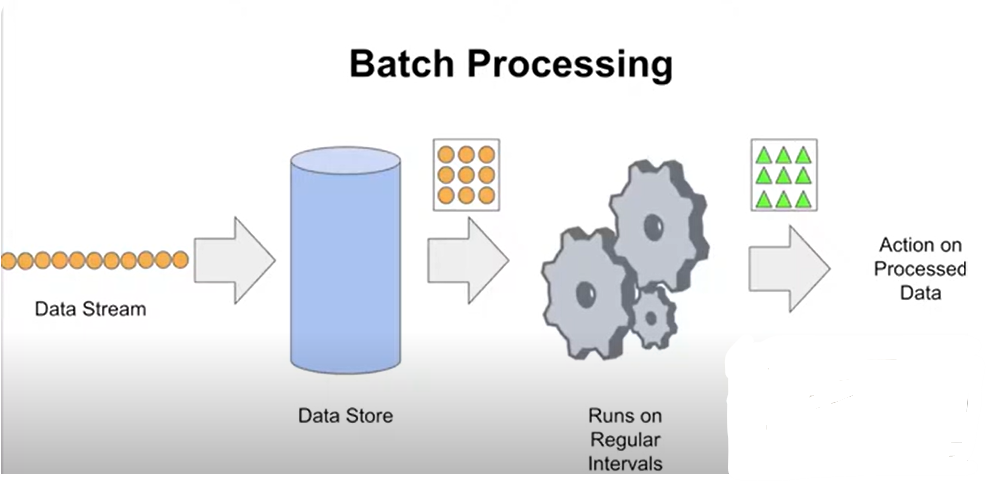 Batch Processing
Data Stream
Data Store
Runs on
Regular
Intervals
Action on
Processed
Data